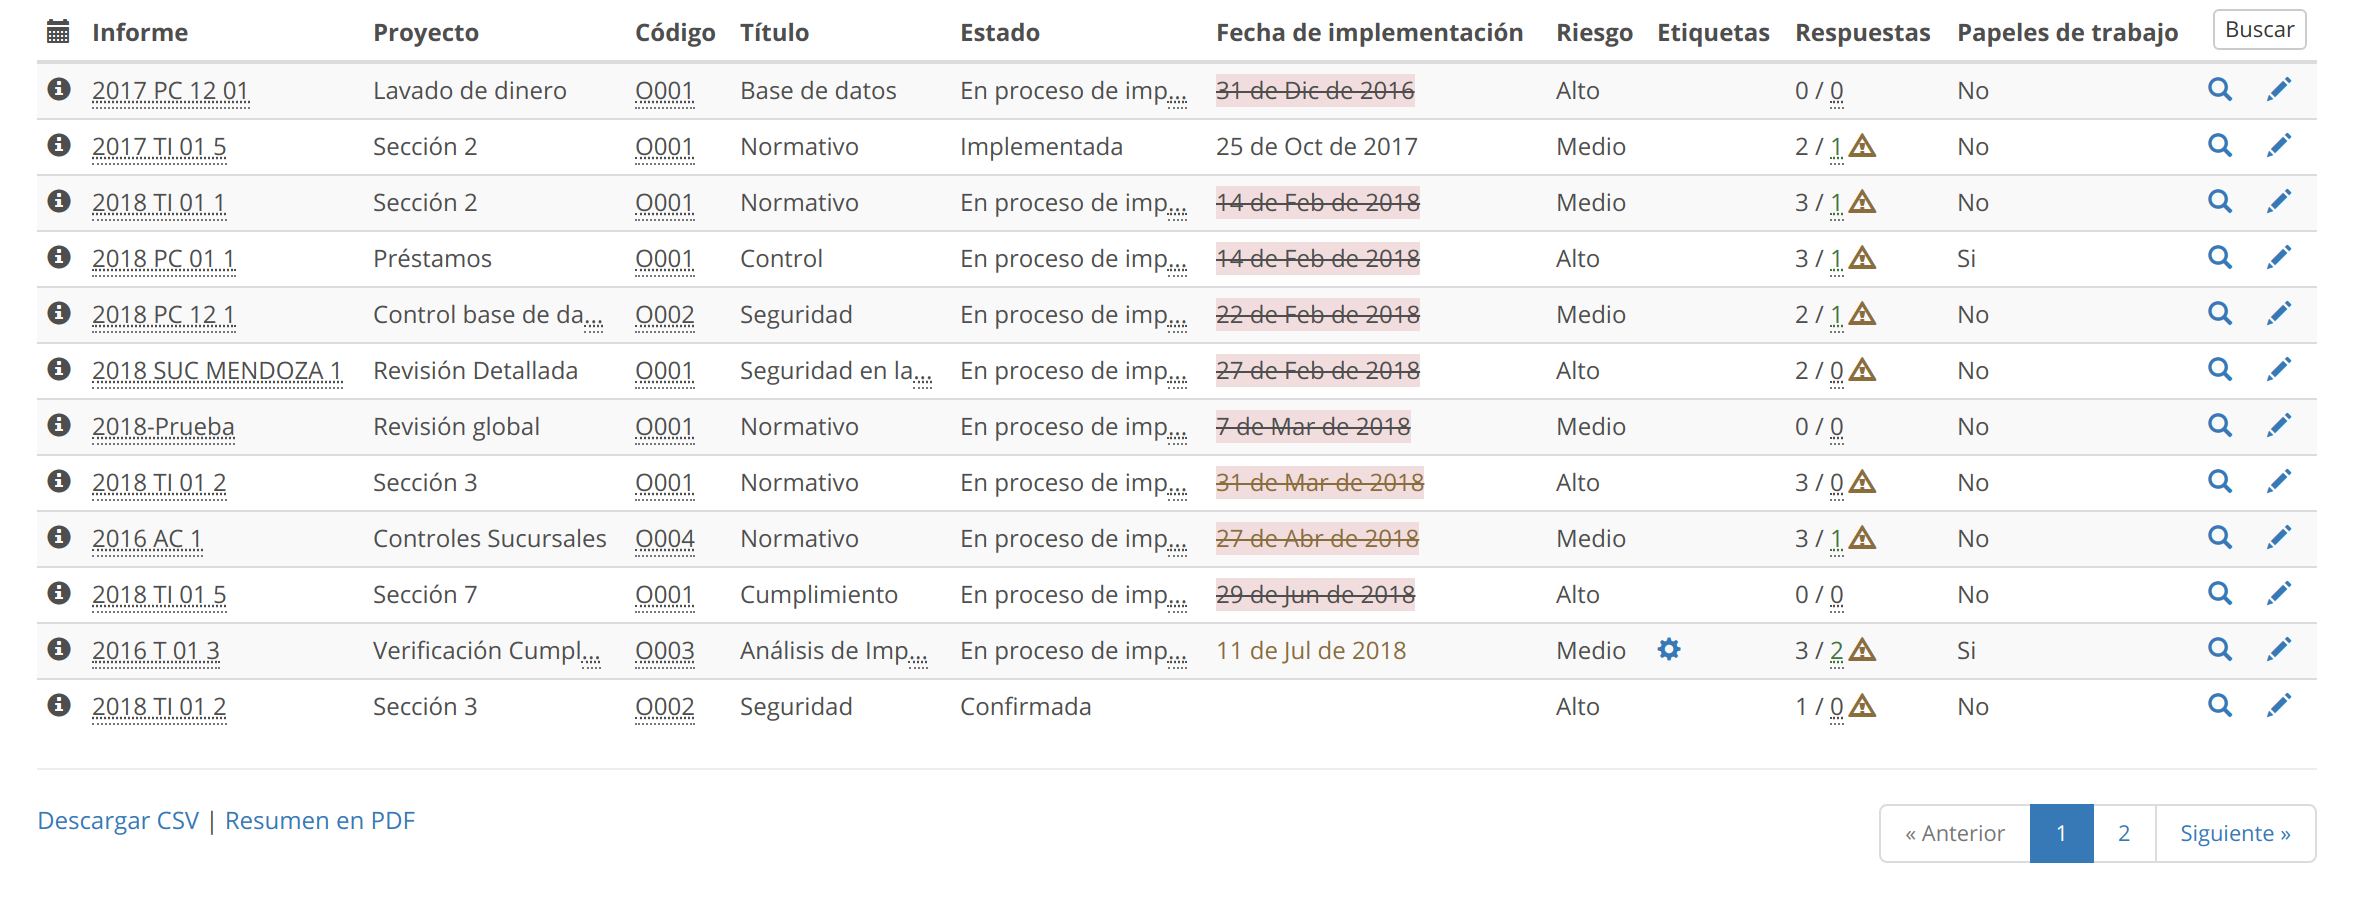 Informe Proyecto Código Título Estado Fecha de implementación Riesgo Etiquetas Respuestas Papeles de trabajo Buscar
2017 PC 12 01 Lavado de dinero O001 Base de datos En proceso de imp... 31 de Dic de 2016 Alto 0 / 0 No
2017 TI 01 5 Sección 2 O001 Normativo Implementada 25 de Oct de 2017 Medio 2 / 1 No
2018 TI 01 1 Sección 2 O001 Normativo En proceso de imp... 14 de Feb de 2018 Medio 3 / 1 No
2018 PC 01 1 Préstamos O001 Control En proceso de imp... 14 de Feb de 2018 Alto 3 / 1 Si
2018 PC 12 1 Control base de da... O002 Seguridad En proceso de imp... 22 de Feb de 2018 Medio 2 / 1 No
2018 SUC MENDOZA 1 Revisión Detallada O001 Seguridad en la... En proceso de imp... 27 de Feb de 2018 Alto 2 / 0 No
2018-Prueba Revisión global O001 Normativo En proceso de imp... 7 de Mar de 2018 Medio 0 / 0 No
2018 TI 01 2 Sección 3 O001 Normativo En proceso de imp... 31 de Mar de 2018 Alto 3 / 0 No
2016 AC 1 Controles Sucursales O004 Normativo En proceso de imp... 27 de Abr de 2018 Medio 3 / 1 No
2018 TI 01 5 Sección 7 O001 Cumplimiento En proceso de imp... 29 de Jun de 2018 Alto 0 / 0 No
2016 T 01 3 Verificación Cumpl... O003 Análisis de Imp... En proceso de imp... 11 de Jul de 2018 Medio 3 / 2 Si
2018 TI 01 2 Sección 3 O002 Seguridad Confirmada Alto 1 / 0 No
Descargar CSV | Resumen en PDF « Anterior 1 2 Siguiente »